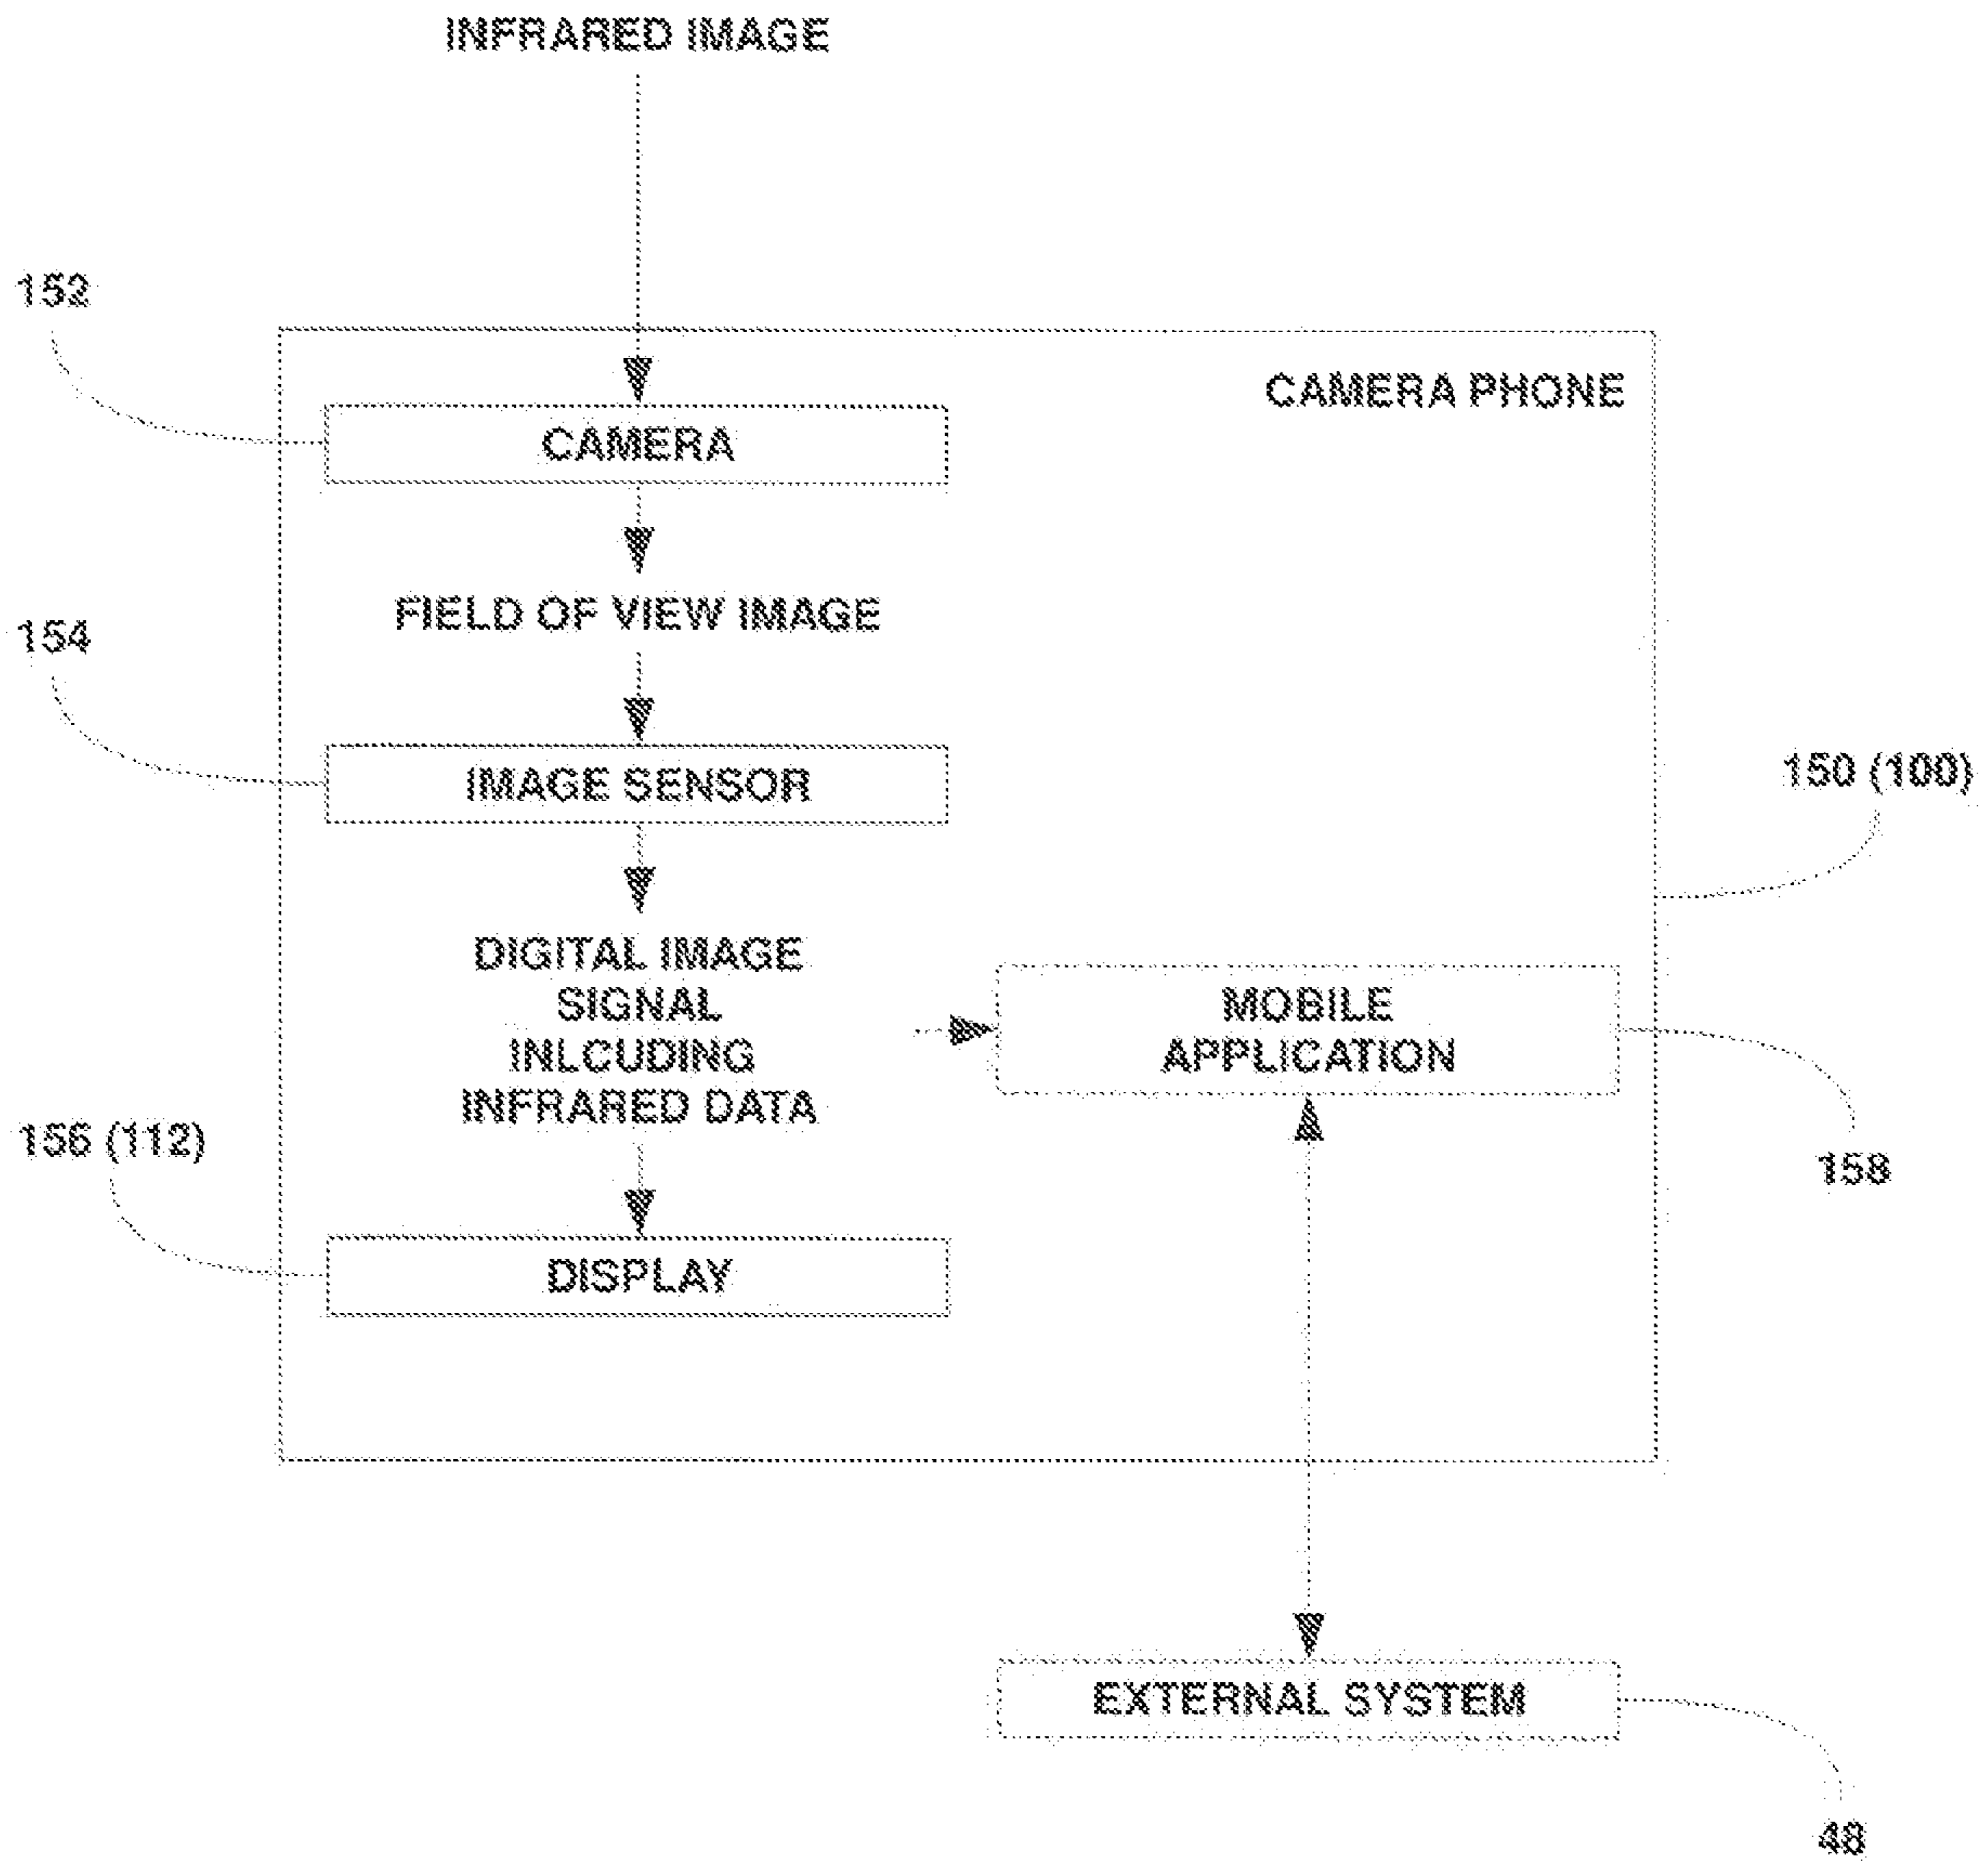 INFRARED IMAGE
152
CAMERA PHONE
CAMERA
FIELD OF VIEW IMAGE
154
IMAGE SENSOR
150 (100)
DIGITAL IMAGE
SIGNAL
INLCUDING
INFRARED DATA
MOBILE
APPLICATION
156 (112)
158
DISPLAY
EXTERNAL SYSTEM
48